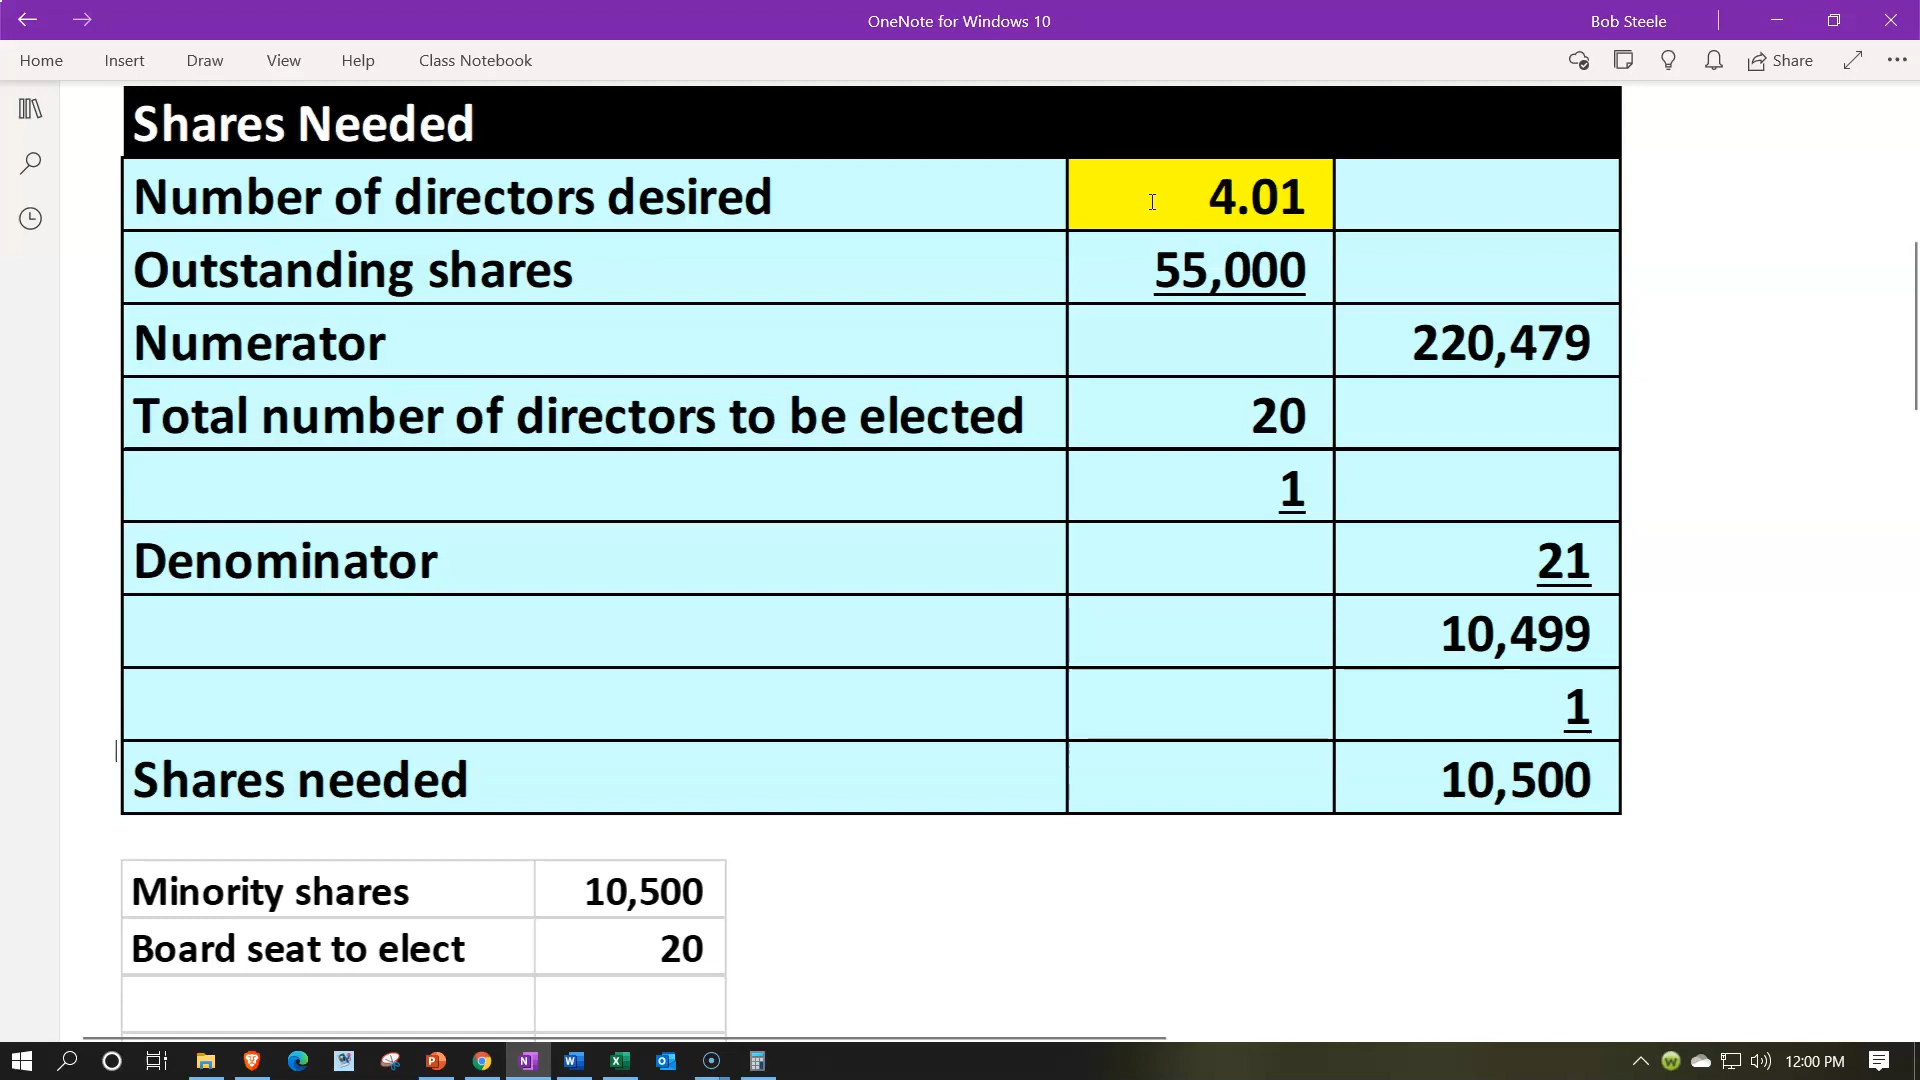 OneNote for Windows 10
Bob Steele
Home Insert Draw View Help Class Notebook
Share
Shares Needed
Number of directors desired 4.01
Outstanding shares 55,000
Numerator 220,479
Total number of directors to be elected 20
1
Denominator 21
10,499
1
Shares needed 10,500
Minority shares 10,500
Board seat to elect 20
12:00 PM